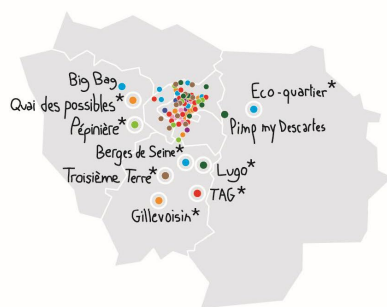 Big Bag
Eco-quartier*
Quai des possibles*
Pépinière*
Pimp my Descartes
Berges de Seine*
Lugo*
Troisième Terre*
TAG*
Gillevoisin*